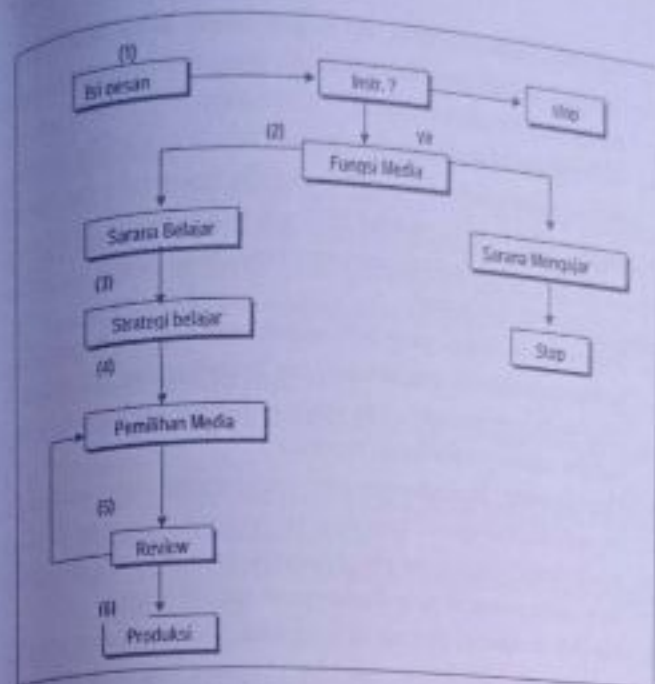 (1)
Isi pesan
Instr. ?
stop
(2)
Ya
Fungsi Media
Sarana Belajar
Sarana Mengajar
(3)
Strategi belajar
Stop
(4)
Pemilihan Media
(5)
Review
(6)
Produksi